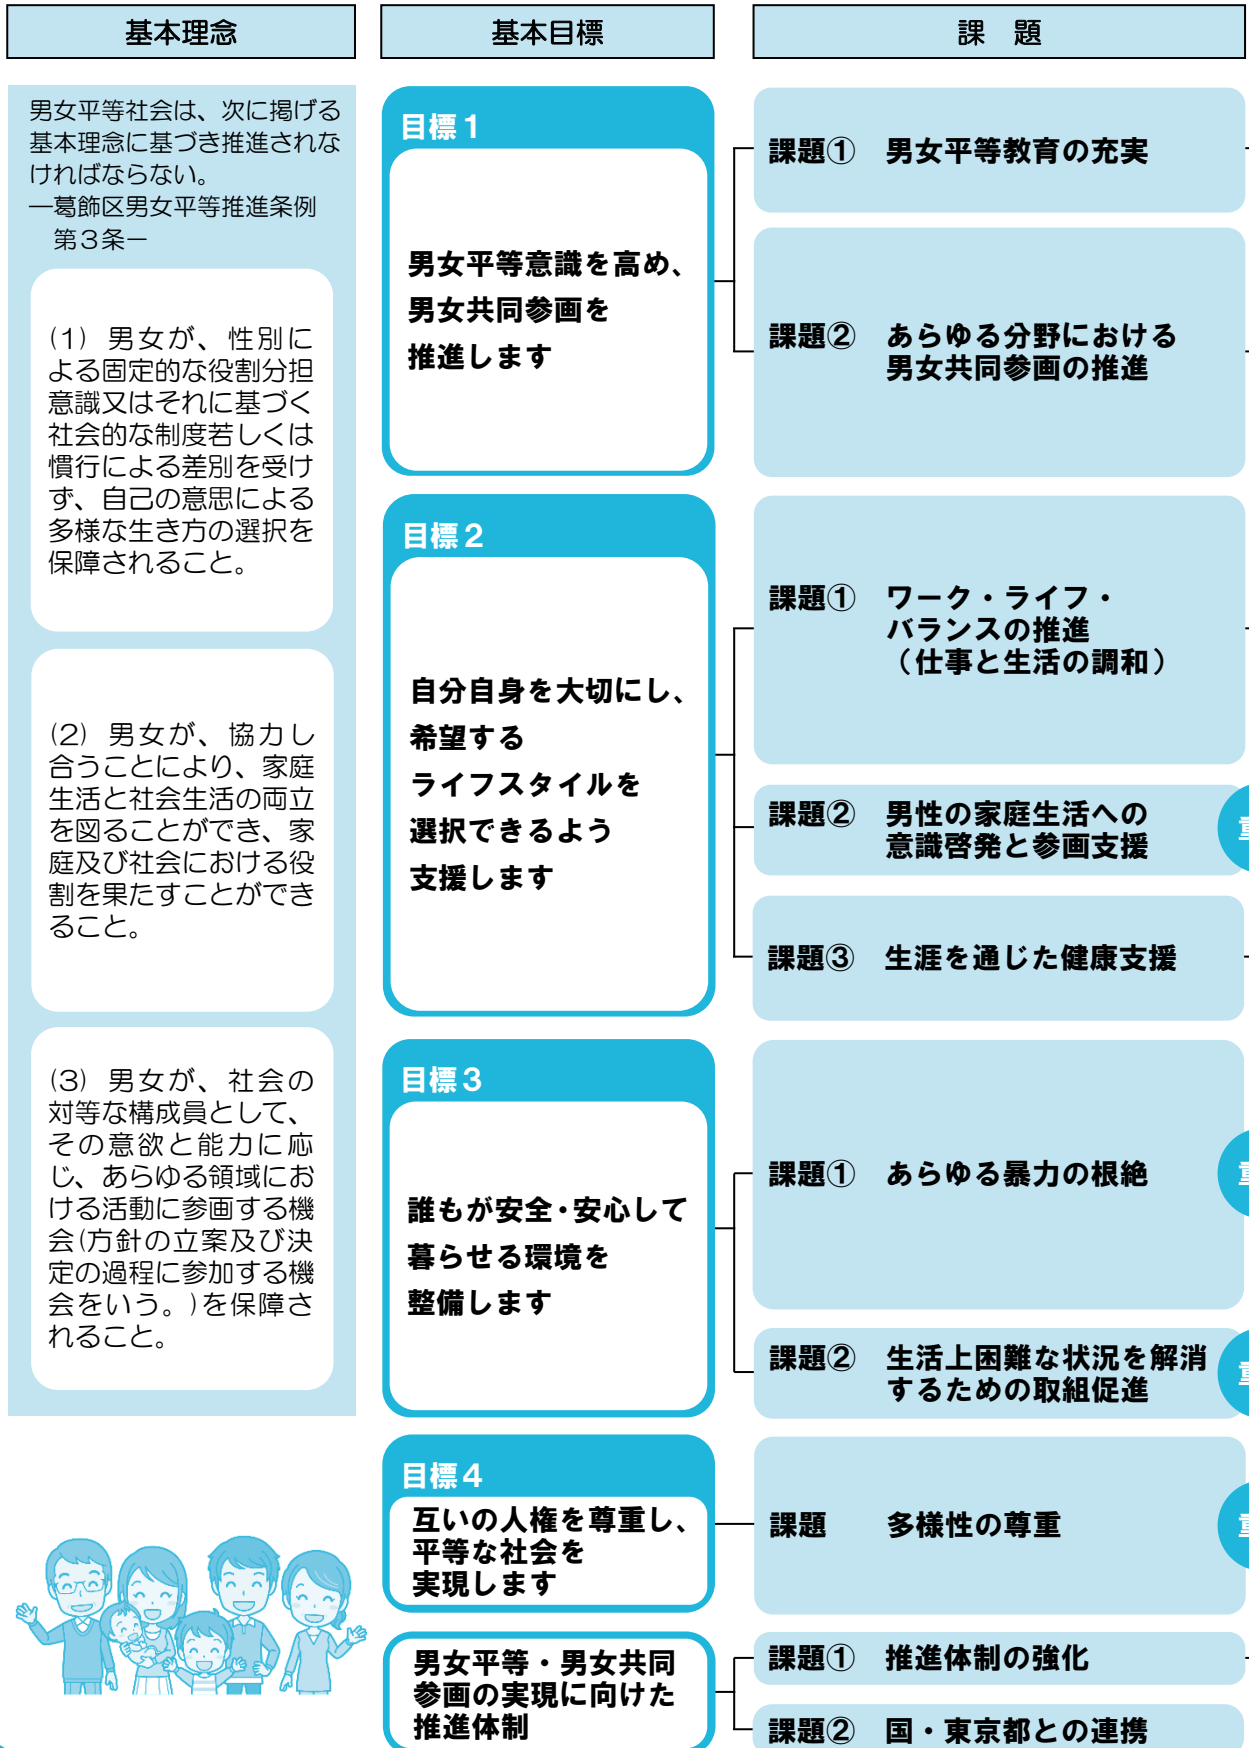 基本理念
男女平等社会は、次に掲げる
基本理念に基づき推進されな
ければならない。
―葛飾区男女平等推進条例
第３条－
(1) 男女が、性別に
よる固定的な役割分担
意識又はそれに基づく
社会的な制度若しくは
慣行による差別を受け
ず、自己の意思による
多様な生き方の選択を
保障されること。
(2) 男女が、協力し
合うことにより、家庭
生活と社会生活の両立
を図ることができ、家
庭及び社会における役
割を果たすことができ
ること。
(3) 男女が、社会の
対等な構成員として、
その意欲と能力に応
じ、あらゆる領域にお
ける活動に参画する機
会(方針の立案及び決
定の過程に参加する機
会をいう。)を保障さ
れること。
基本目標
目標１
男女平等意識を高め、
男女共同参画を
推進します
目標２
自分自身を大切にし、
希望する
ライフスタイルを
選択できるよう
支援します
目標３
誰もが安全・安心して
暮らせる環境を
整備します
目標４
互いの人権を尊重し、
平等な社会を
実現します
男女平等・男女共同
参画の実現に向けた
推進体制
課　題
課題①　男女平等教育の充実
課題②　あらゆる分野における
男女共同参画の推進
課題①　ワーク・ライフ・
バランスの推進
（仕事と生活の調和）
課題②　男性の家庭生活への
意識啓発と参画支援
課題③　生涯を通じた健康支援
課題①　あらゆる暴力の根絶
課題②　生活上困難な状況を解消
するための取組促進
課題　多様性の尊重
課題①　推進体制の強化
課題②　国・東京都との連携